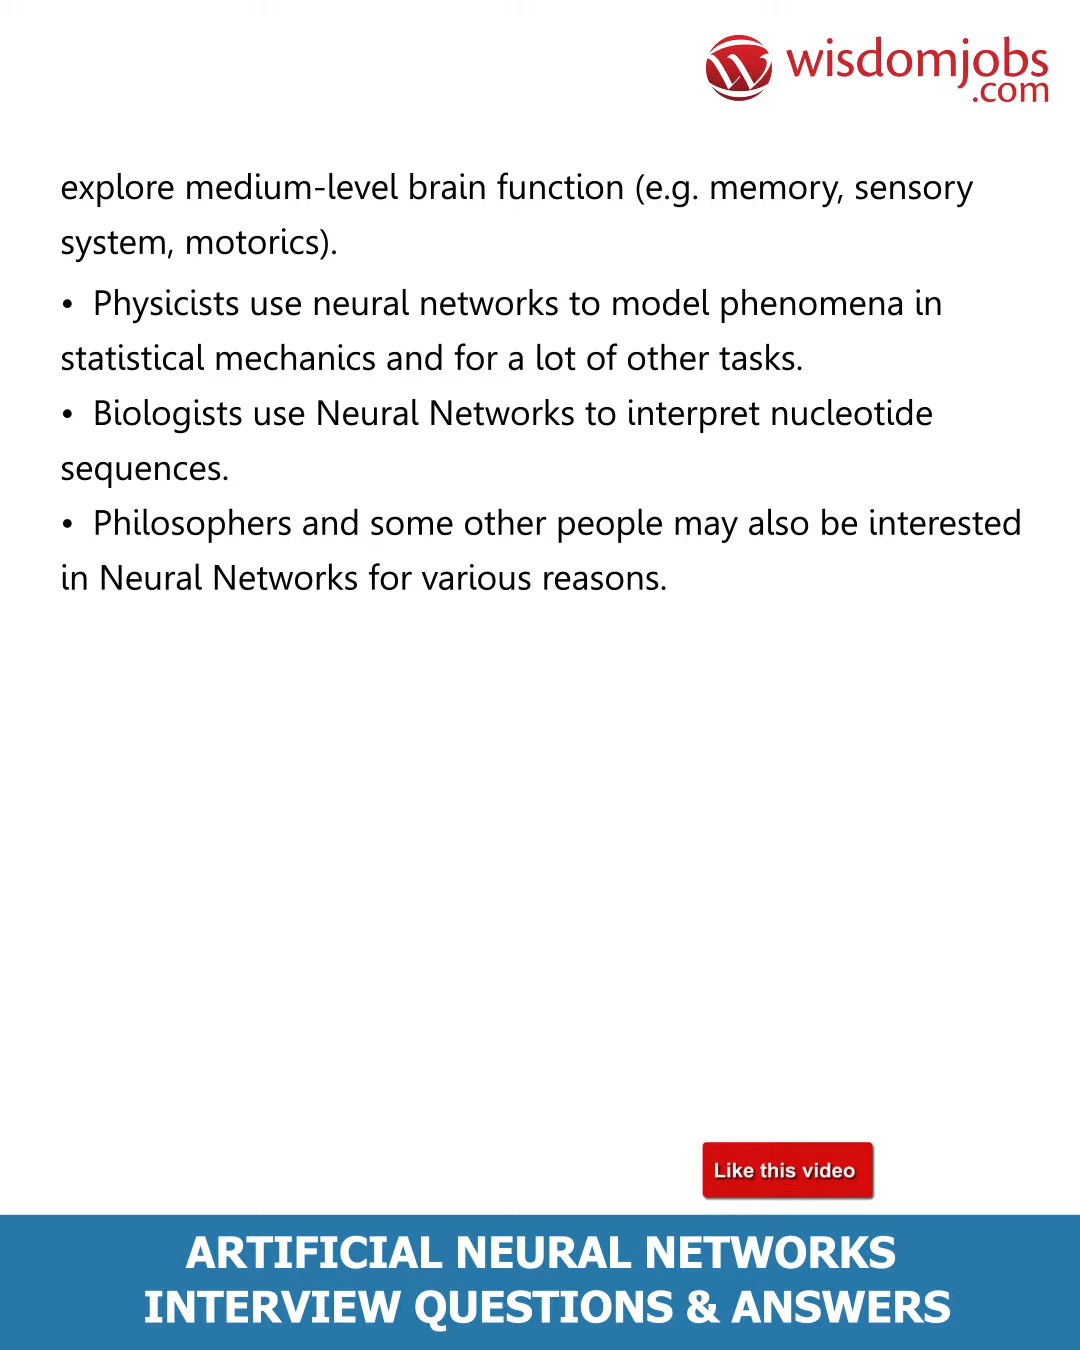 wisdomjobs
.com
explore medium-level brain function (e.g. memory, sensory
system, motorics).
• Physicists use neural networks to model phenomena in
statistical mechanics and for a lot of other tasks.
• Biologists use Neural Networks to interpret nucleotide
sequences.
• Philosophers and some other people may also be interested
in Neural Networks for various reasons.
Like this video
ARTIFICIAL NEURAL NETWORKS
INTERVIEW QUESTIONS & ANSWERS